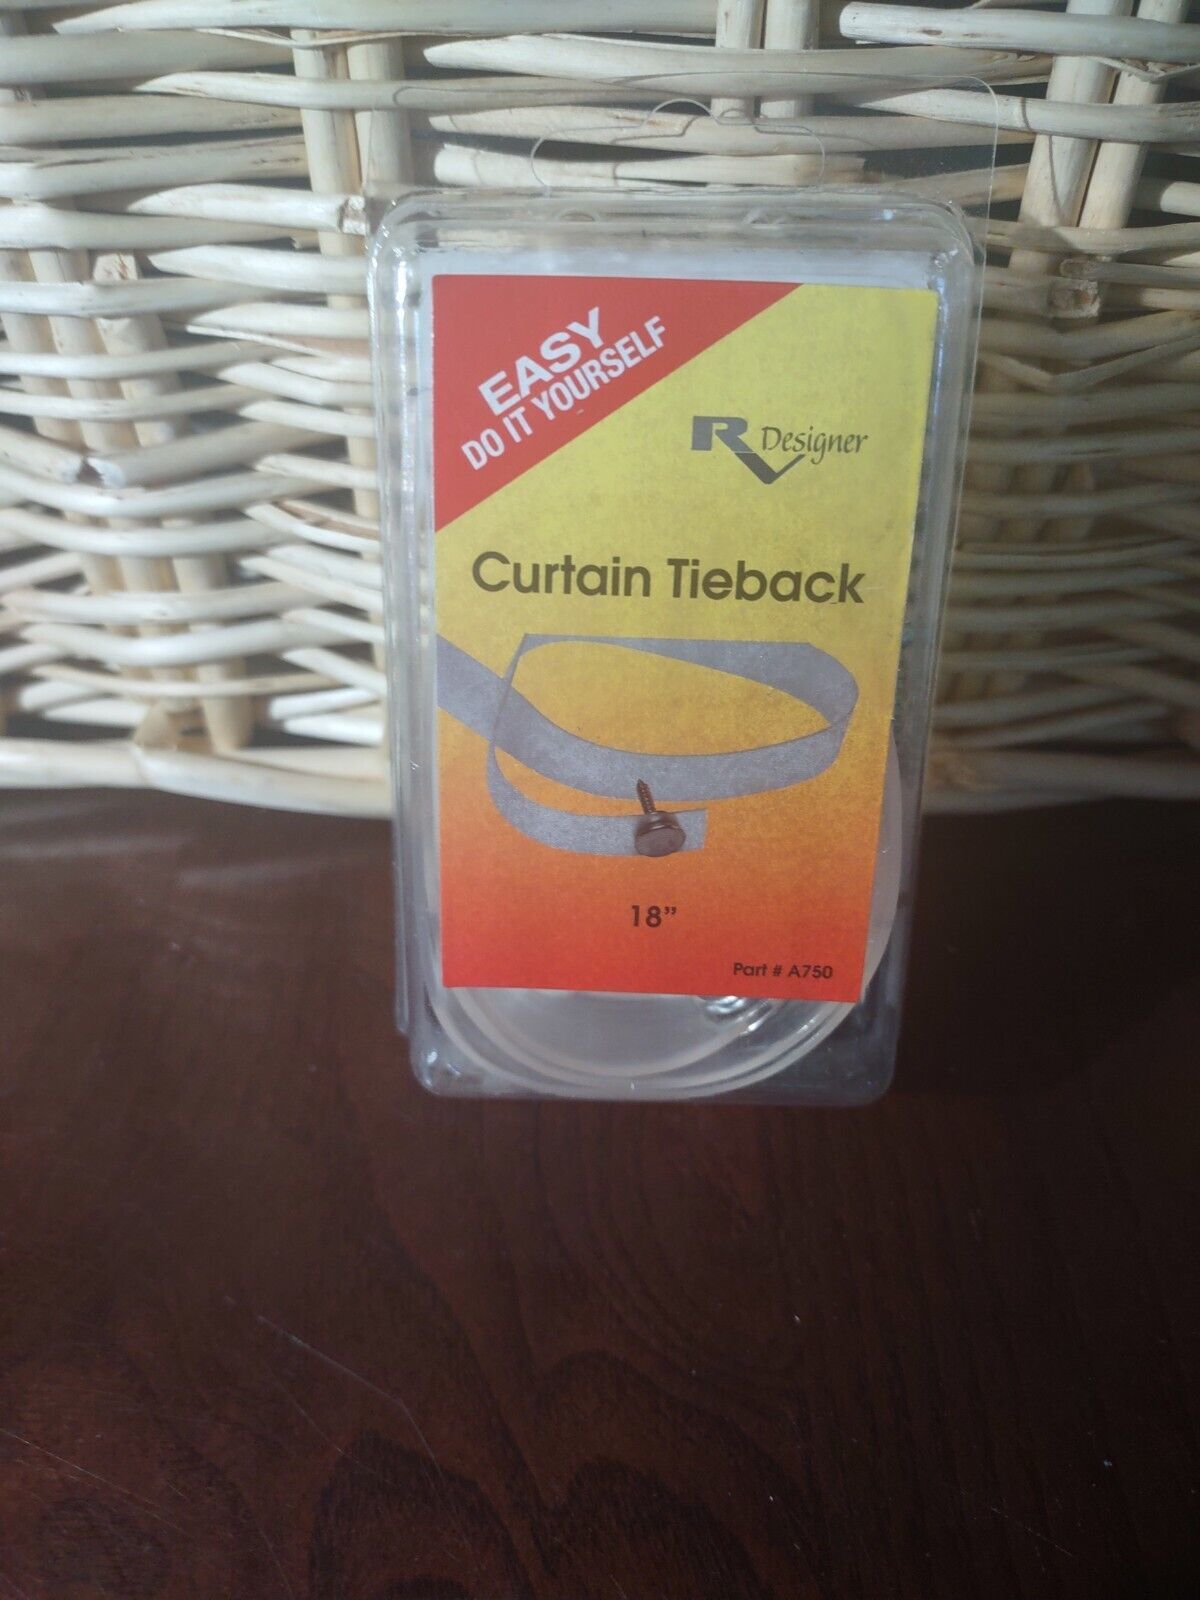 EASY
DO IT YOURSELF
RV Designer
Curtain Tieback
18”
Part # A750